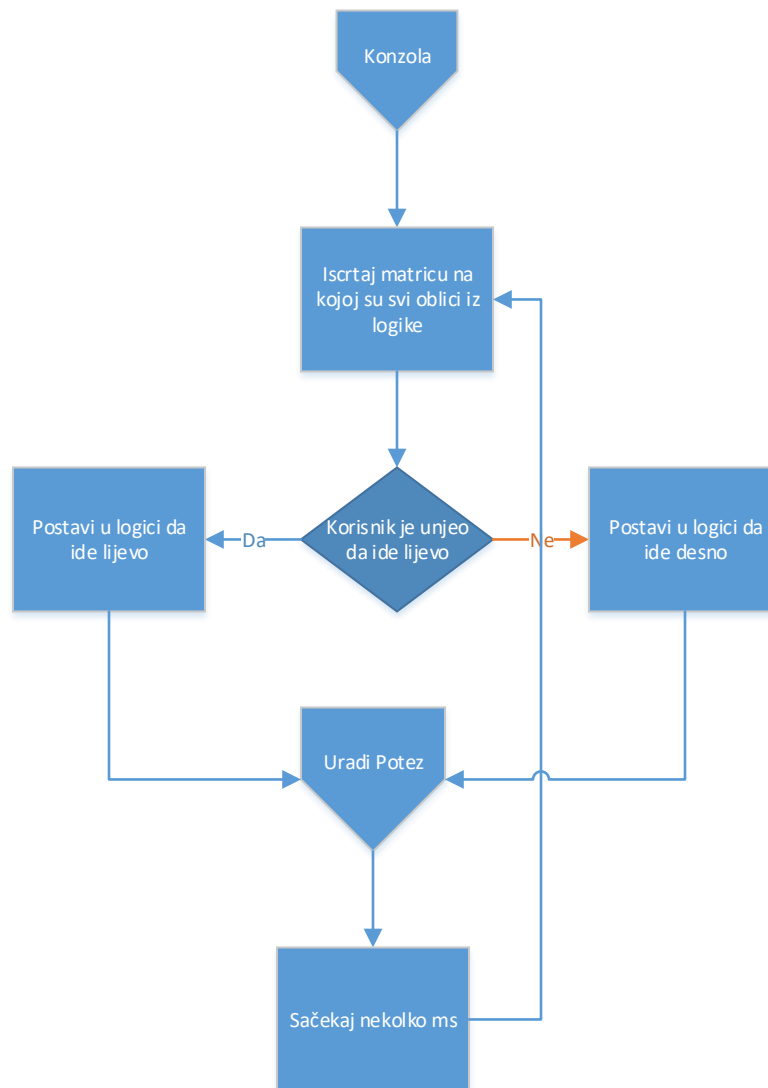 Konzola
Iscrtaj matricu na
kojoj su svi oblici iz
logike
Postavi u logici da
ide lijevo
Da
Korisnik je unjeo
da ide lijevo
Ne
Postavi u logici da
ide desno
Uradi Potez
Sačekaj nekolko ms